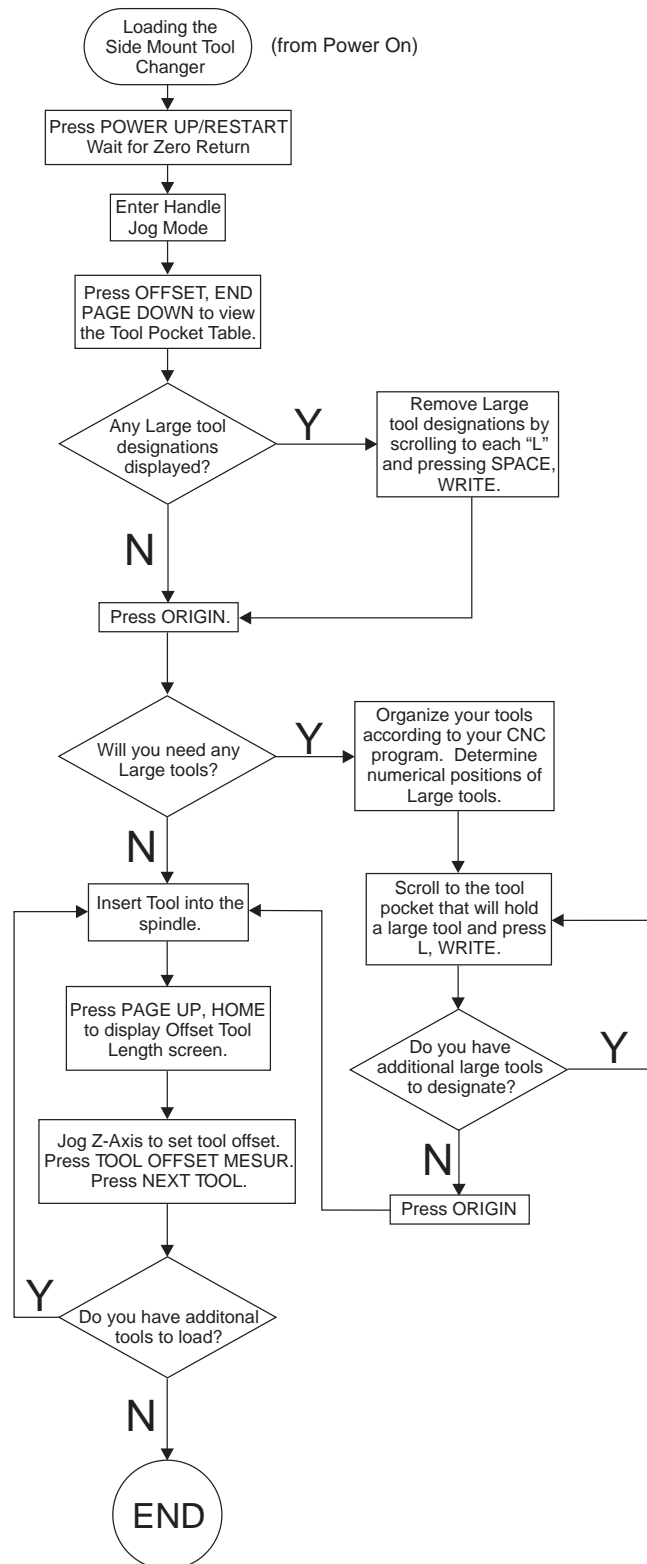 Loading the
Side Mount Tool
Changer
(from Power On)
Press POWER UP/RESTART
Wait for Zero Return
Enter Handle
Jog Mode
Press OFFSET, END
PAGE DOWN to view
the Tool Pocket Table.
Any Large tool
designations
displayed?
Y
Remove Large
tool designations by
scrolling to each “L”
and pressing SPACE,
WRITE.
N
Press ORIGIN.
Will you need any
Large tools?
Y
Organize your tools
according to your CNC
program. Determine
numerical positions of
Large tools.
N
Scroll to the tool
pocket that will hold
a large tool and press
L, WRITE.
Insert Tool into the
spindle.
Press PAGE UP, HOME
to display Offset Tool
Length screen.
Do you have
additional large tools
to designate?
Y
N
Press ORIGIN
Jog Z-Axis to set tool offset.
Press TOOL OFFSET MESUR.
Press NEXT TOOL.
Y
Do you have additonal
tools to load?
N
END